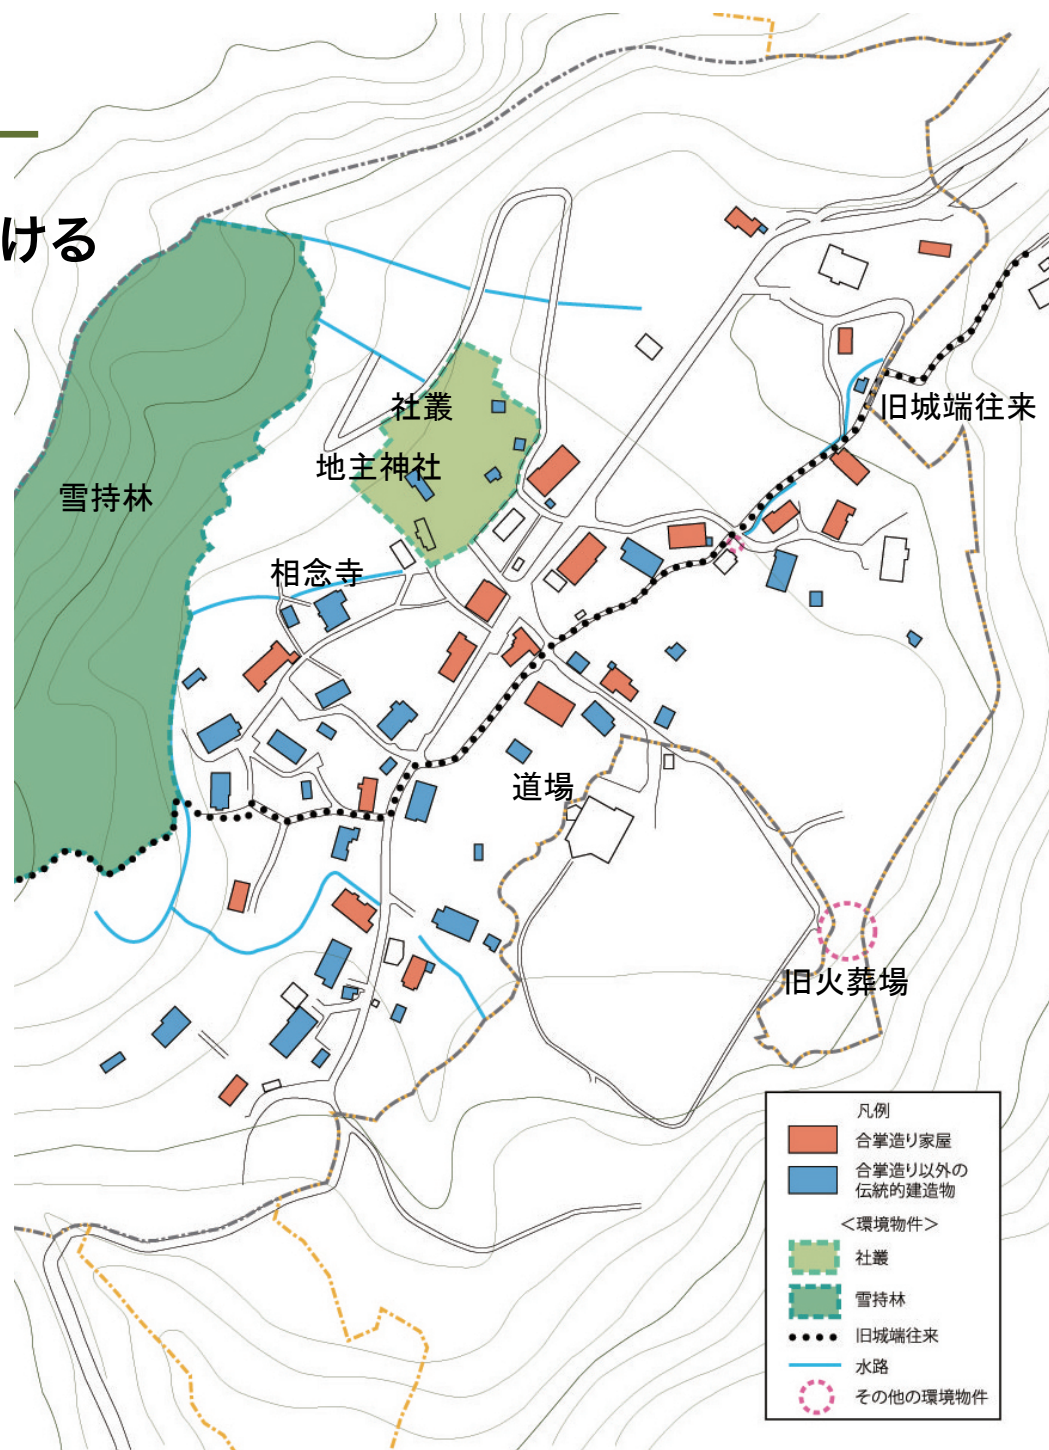 ける
社叢
旧城端往来
地主神社
雪持林
相念寺
道場
旧火葬場
凡例
合掌造り家屋
合掌造り以外の
伝統的建造物
＜環境物件＞
社叢
雪持林
旧城端往来
水路
その他の環境物件